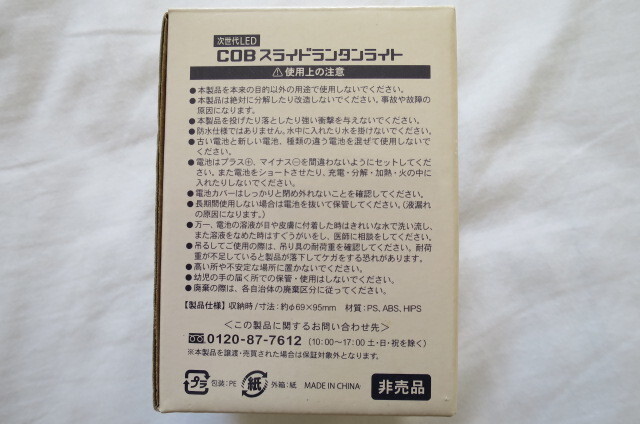 次世代LED
COBスライドランタンライト
⚠使用上の注意
●本製品を本来の目的以外の用途で使用しないでください。
●本製品は絶対に分解したり改造しないでください。事故や故障の
原因になります。
●本製品を投げたり落としたり強い衝撃を与えないでください。
●防水仕様ではありません。水中に入れたり水を掛けないでください。
●古い電池と新しい電池、種類の違う電池を混ぜて使用しないでく
ださい。
●電池はプラス⊕、マイナス⊖を間違わないようにセットしてくだ
さい。また電池をショートさせたり、充電・分解・加熱・火の中に
入れたりしないでください。
●電池カバーはしっかりと閉め外れないことを確認してください。
●長期間使用しない場合は電池を抜いて保管してください。(液漏れ
の原因になります。)
●万一、電池の溶液が目や皮膚に付着した時はきれいな水で洗い流し、
また溶液をなめた時はすぐうがいをし、医師に相談をしてください。
●吊るしてご使用の際は、吊り具の耐荷重を確認してください。耐荷
重が不足していると製品が落下してケガをする恐れがあります。
●高い所や不安定な場所に置かないでください。
●幼児の手の届く所での保管・使用はしないでください。
●廃棄の際は、各自治体の廃棄区分に従ってください。
【製品仕様】収納時/寸法:約φ69×95mm 材質:PS、ABS、HIPS
<この製品に関するお問い合わせ先>
0120-87-7612 (10:00~17:00 土・日・祝を除く)
※本製品を譲渡・売買された場合は保証対象外となります。
プラ 包装:PE 紙 外箱:紙 MADE IN CHINA 非売品